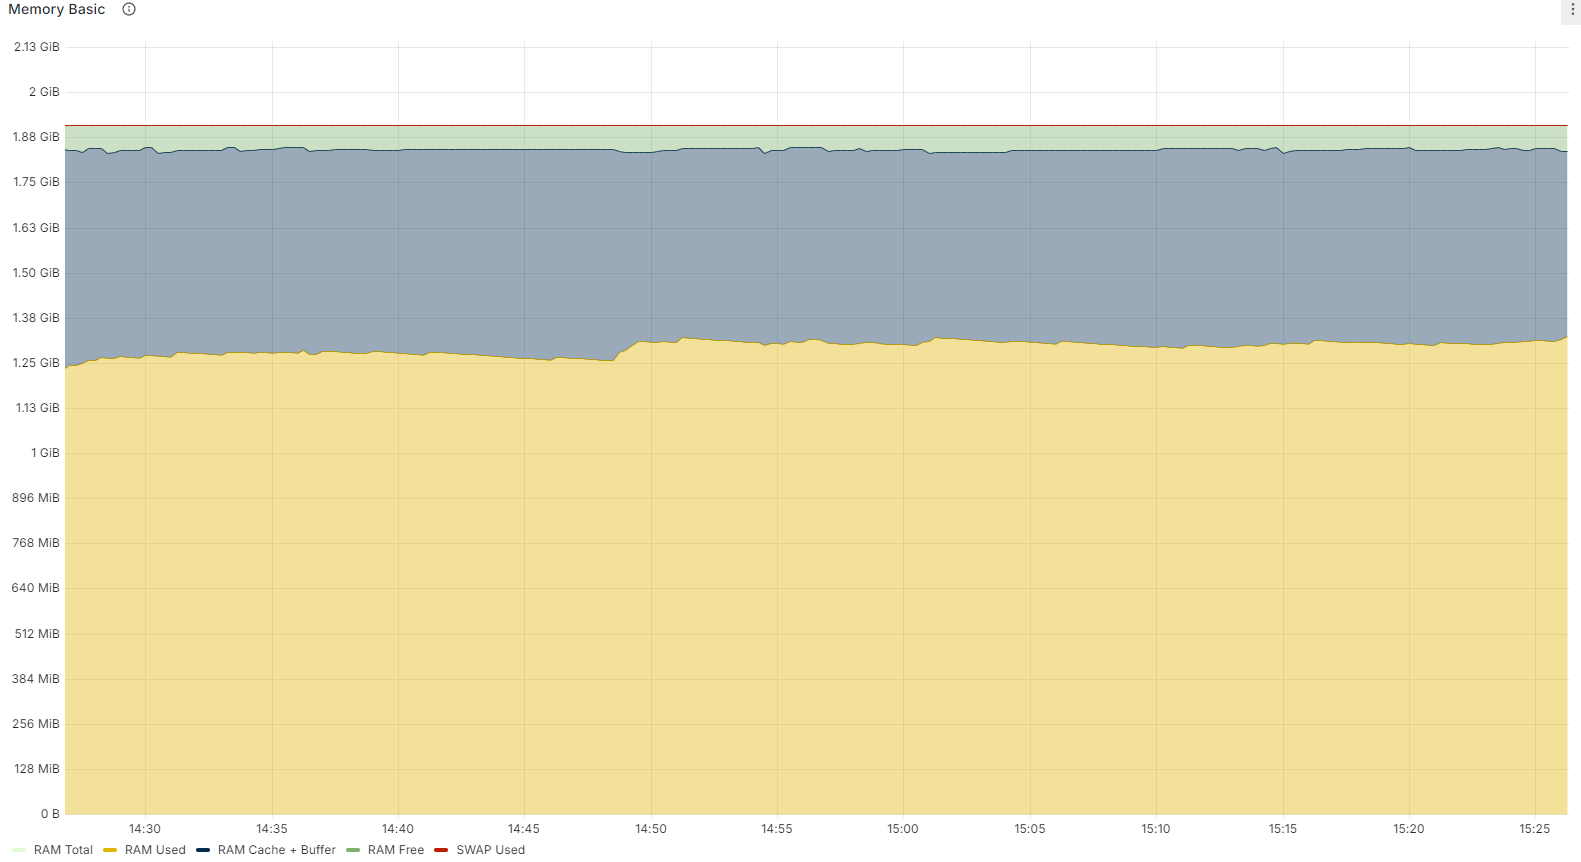 Memory Basic
2.13 GiB
2 GiB
1.88 GiB
1.75 GiB
1.63 GiB
1.50 GiB
1.38 GiB
1.25 GiB
1.13 GiB
1 GiB
896 MiB
768 MiB
640 MiB
512 MiB
384 MiB
256 MiB
128 MiB
0 B
14:30 14:35 14:40 14:45 14:50 14:55 15:00 15:05 15:10 15:15 15:20 15:25
RAM Total RAM Used RAM Cache + Buffer RAM Free SWAP Used